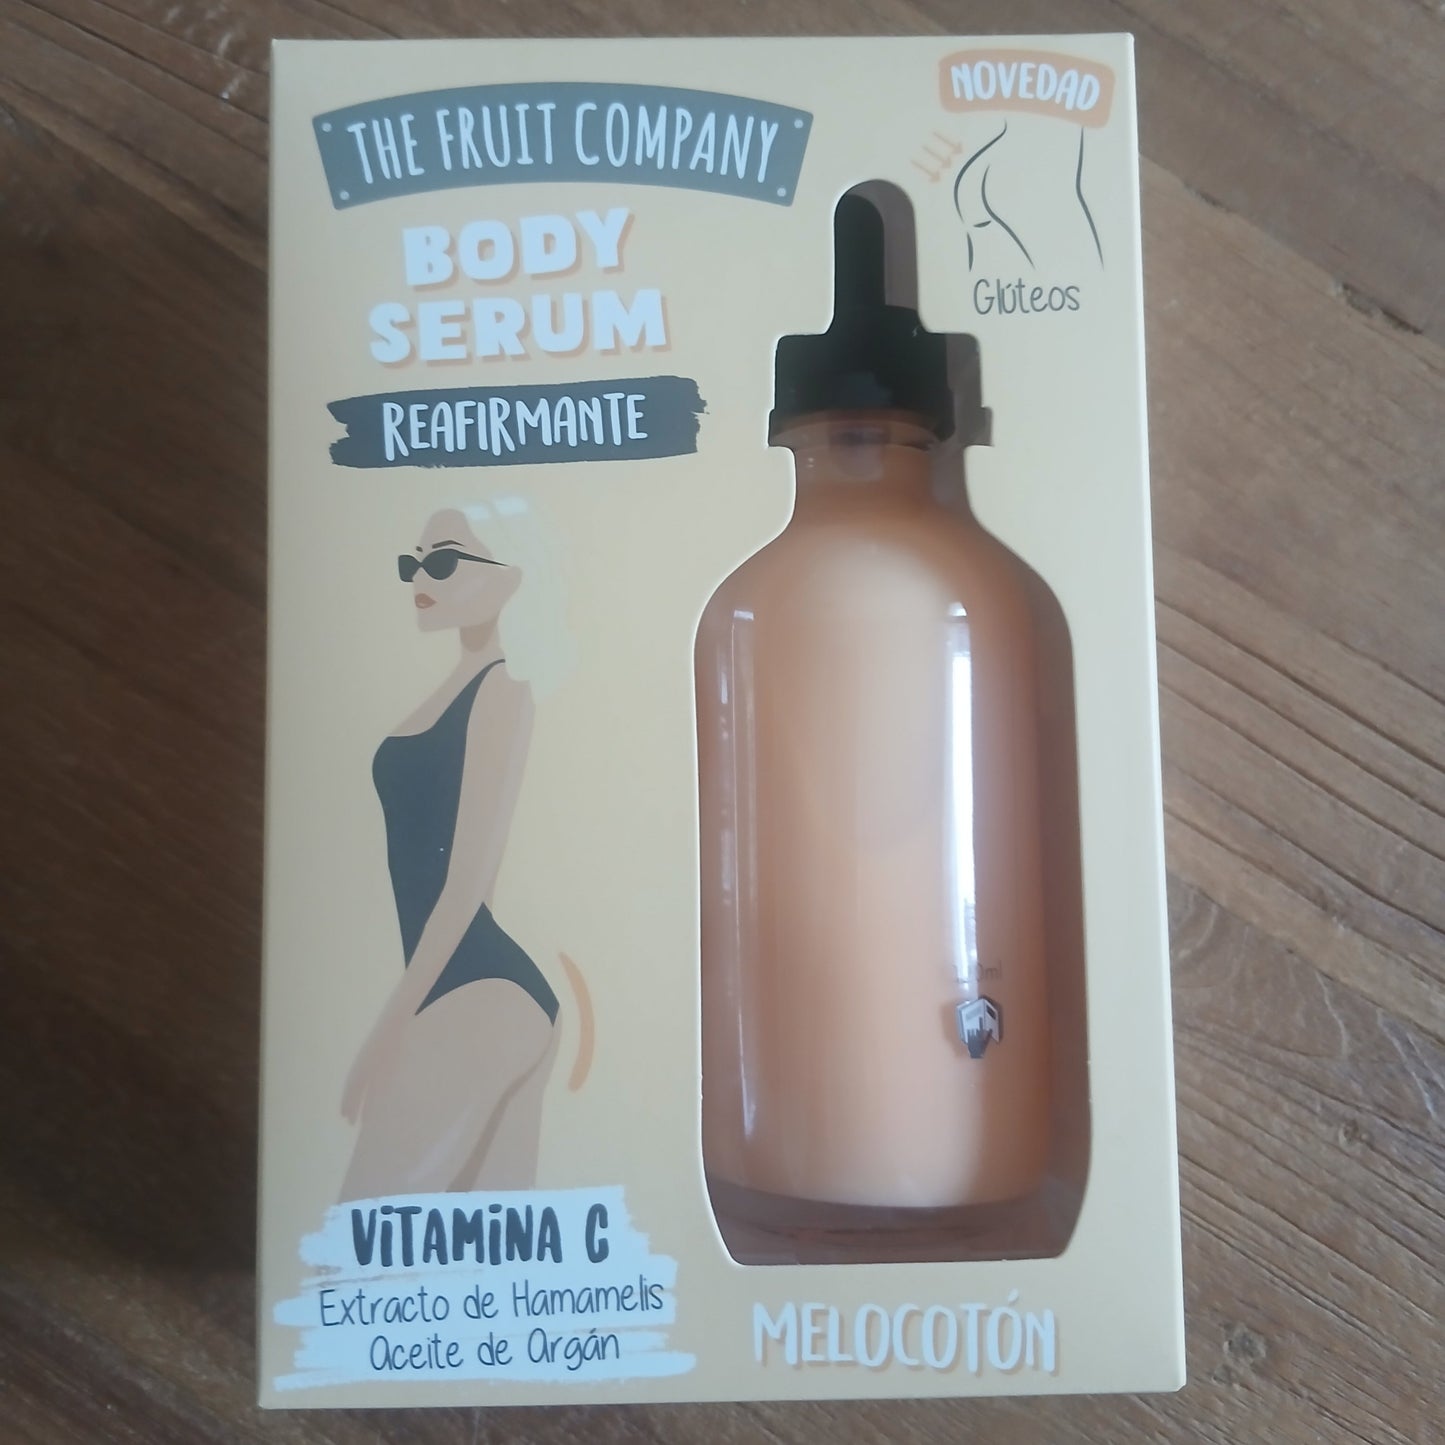 THE FRUIT COMPANY
BODY
SERUM
REAFIRMANTE
NOVEDAD
Glúteos
VITAMINA C
Extracto de Hamamelis
Aceite de Argán
MELOCOTÓN